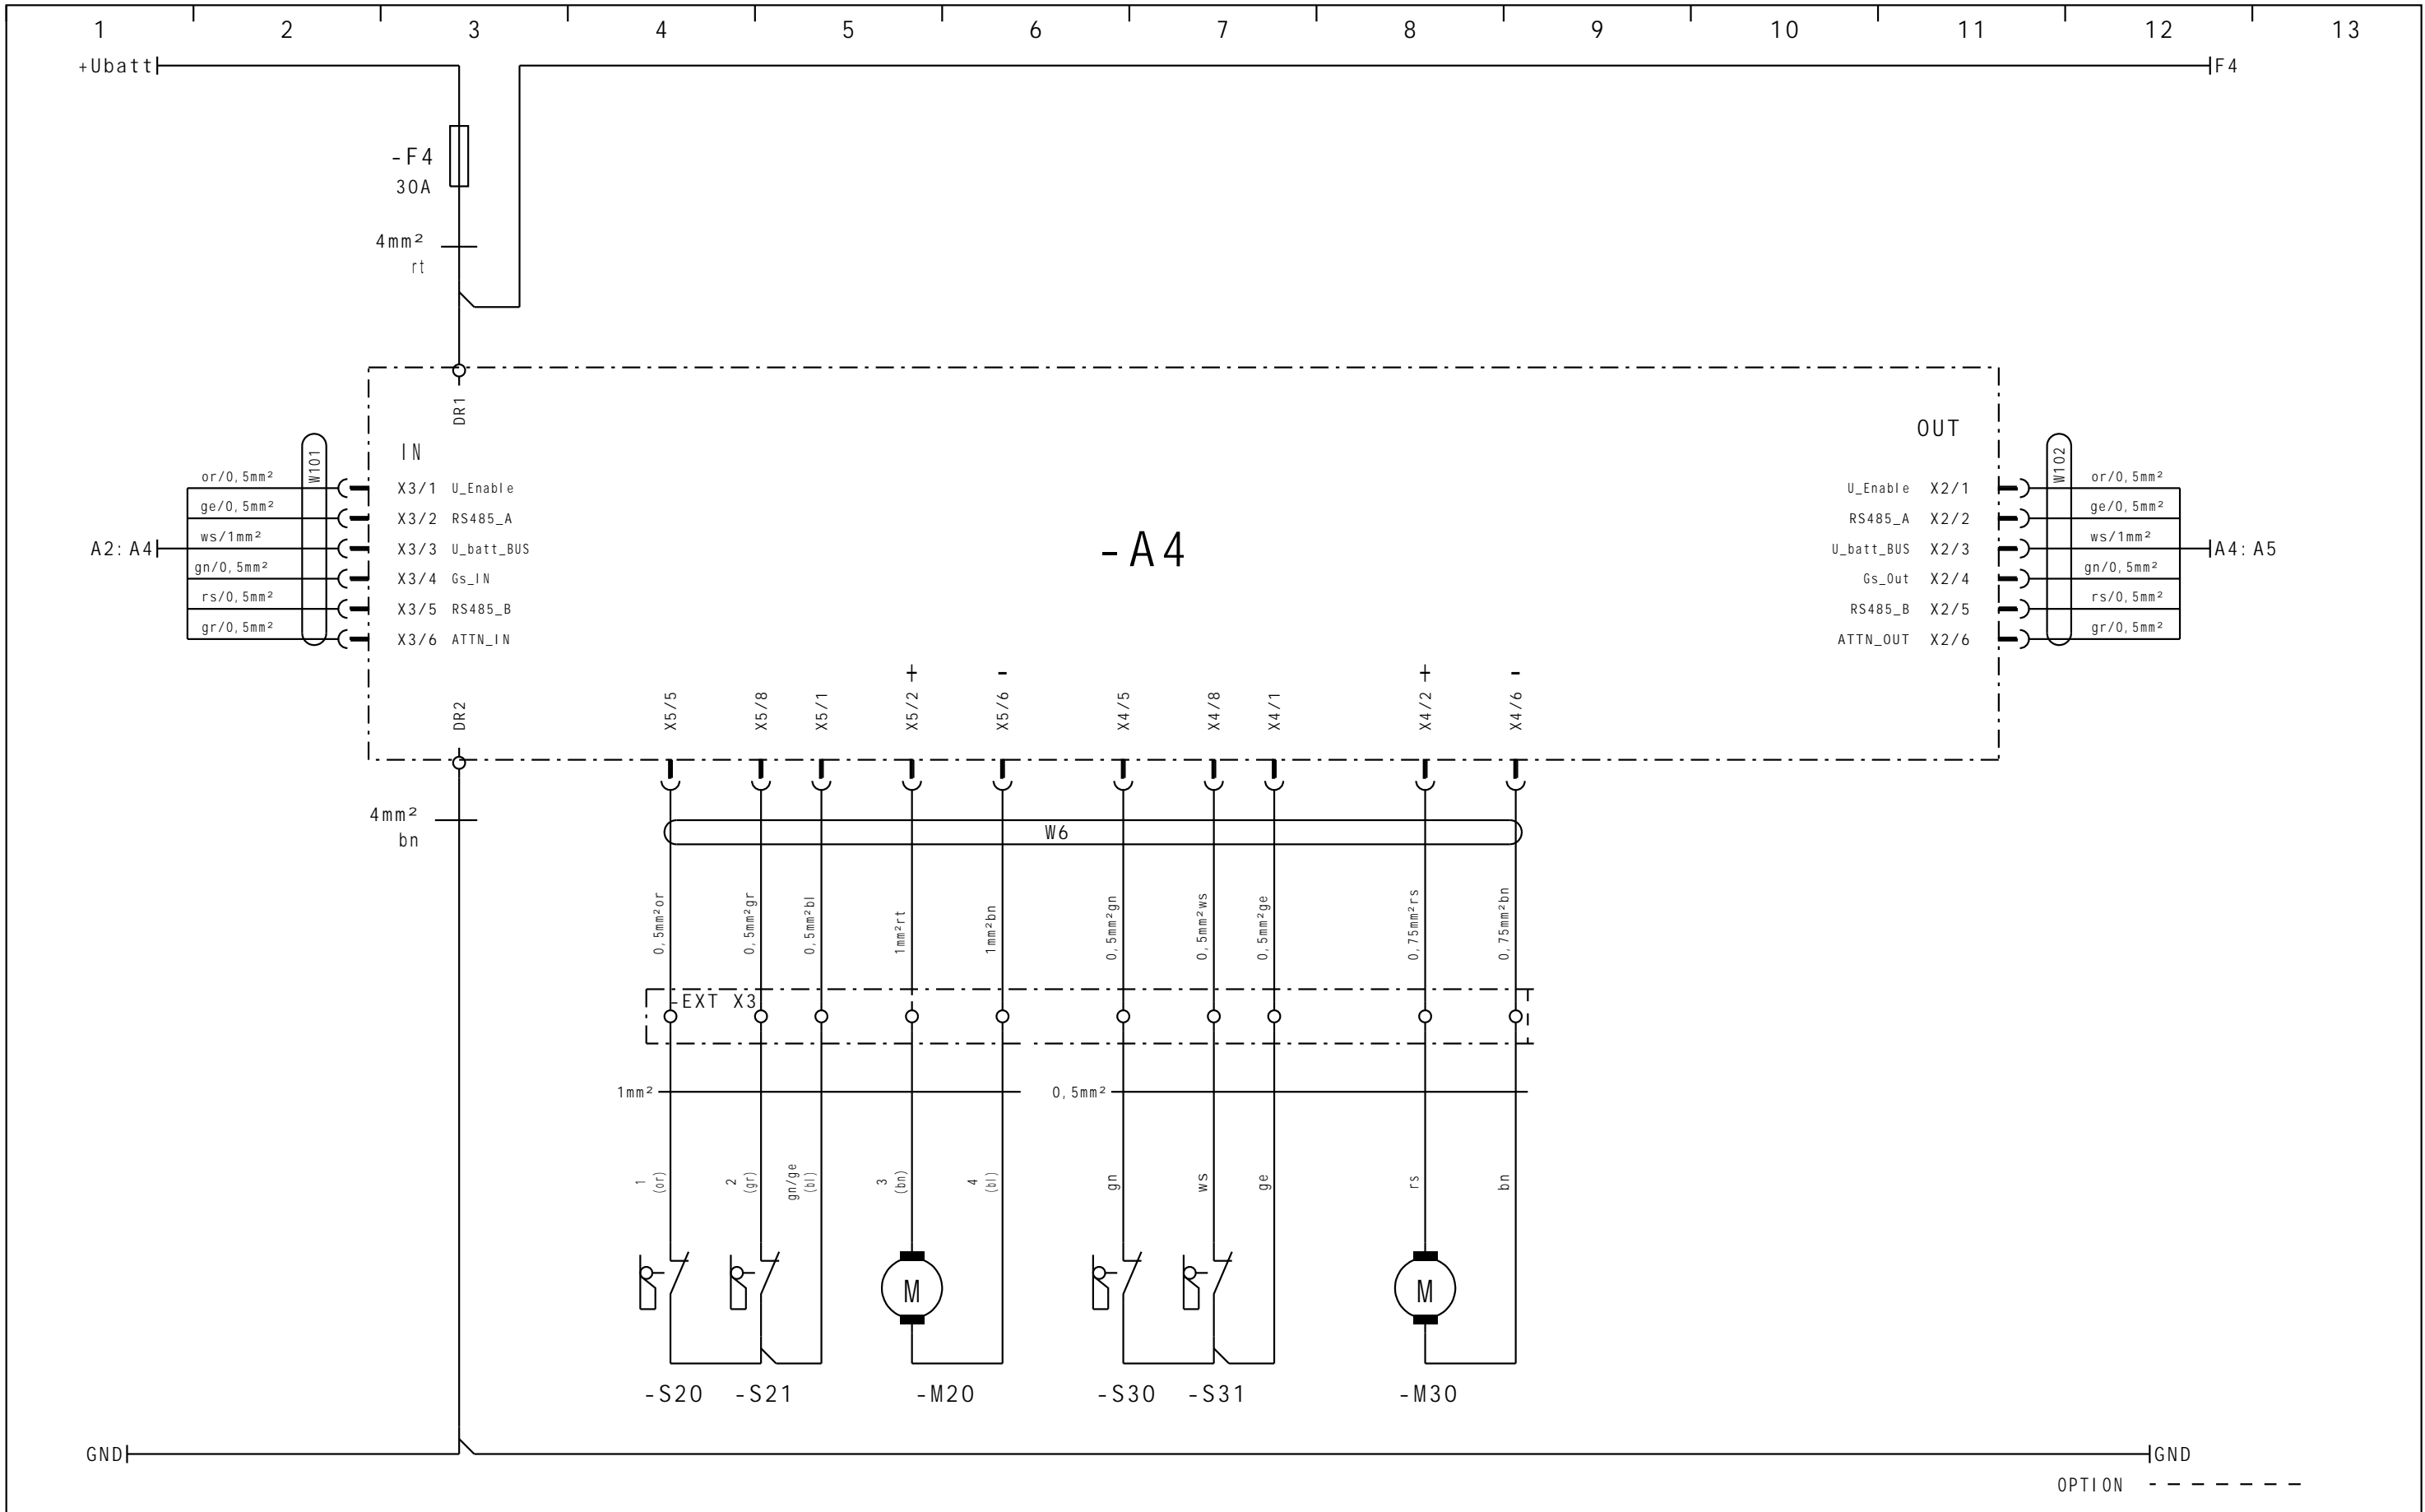 1 2 3 4 5 6 7 8 9 10 11 12 13
+Ubatt F4
-F4
30A
4mm²
rt
DR1
IN OUT
W101 W102
or/0,5mm² X3/1 U_Enable U_Enable X2/1 or/0,5mm²
ge/0,5mm² X3/2 RS485_A RS485_A X2/2 ge/0,5mm²
A2:A4 ws/1mm² X3/3 U_batt_BUS -A4 U_batt_BUS X2/3 ws/1mm² A4:A5
gn/0,5mm² X3/4 Gs_IN Gs_Out X2/4 gn/0,5mm²
rs/0,5mm² X3/5 RS485_B RS485_B X2/5 rs/0,5mm²
gr/0,5mm² X3/6 ATTN_IN ATTN_OUT X2/6 gr/0,5mm²
+ - + -
DR2 X5/5 X5/8 X5/1 X5/2 X5/6 X4/5 X4/8 X4/1 X4/2 X4/6
4mm²
bn
W6
0,5mm²or 0,5mm²gr 0,5mm²bl 1mm²rt 1mm²bn 0,5mm²gn 0,5mm²ws 0,5mm²ge 0,75mm²rs 0,75mm²bn
-EXT X3
1mm² 0,5mm²
1 2 gn/ge 3 4 gn ws ge rs bn
(or) (gr) (bl) (bn) (bl)
M M
-S20 -S21 -M20 -S30 -S31 -M30
GND GND
OPTION